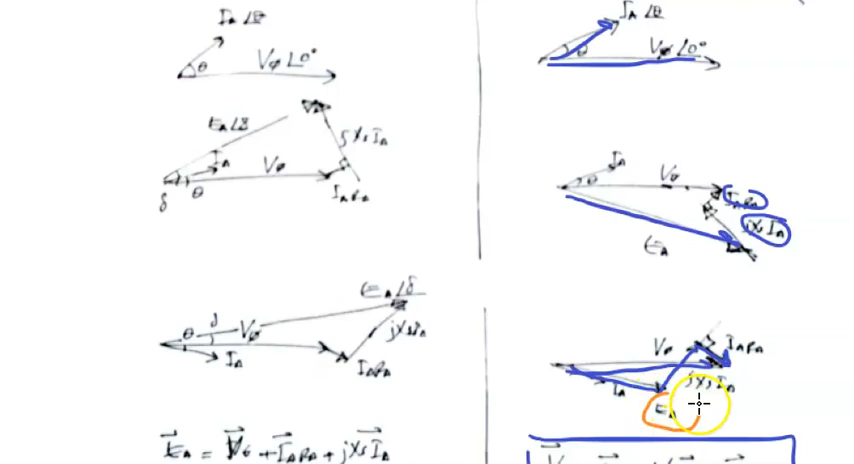 I_A ∠θ
θ
V_φ ∠0°
E_A ∠δ
jX_S I_A
I_A
V_φ
δ
θ
I_A R_A
E_A ∠δ
θ
δ
V_φ
jX_S I_A
I_A
I_A R_A
E_A = V_φ + I_A R_A + jX_S I_A
I_A ∠θ
θ
V_φ ∠0°
I_A
θ
V_φ
I_A R_A
jX_S I_A
E_A
V_φ
I_A R_A
jX_S I_A
I_A
E_A